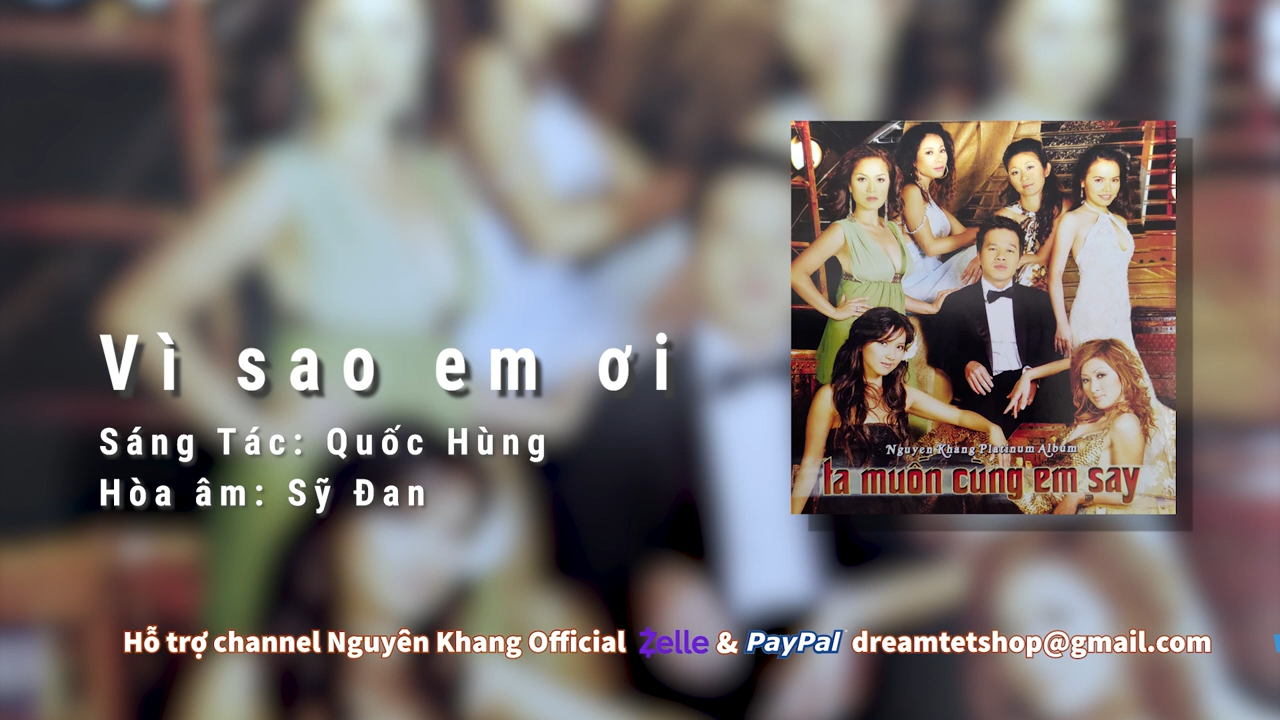 Vì sao em ơi
Sáng Tác: Quốc Hùng
Hòa âm: Sỹ Đan
Nguyen Khang Platinum Album
ta muốn cùng em say
Hỗ trợ channel Nguyên Khang Official Zelle & PayPal dreamtetshop@gmail.com